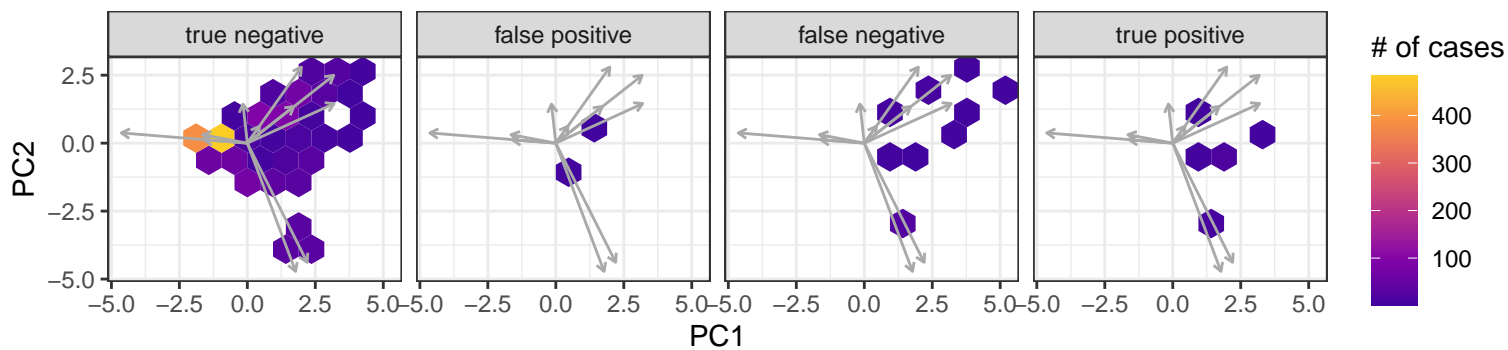 true negative
false positive
false negative
true positive
# of cases
400
300
200
100
PC2
2.5
0.0
−2.5
−5.0
−5.0 −2.5 0.0 2.5 5.0
−5.0 −2.5 0.0 2.5 5.0
−5.0 −2.5 0.0 2.5 5.0
−5.0 −2.5 0.0 2.5 5.0
PC1